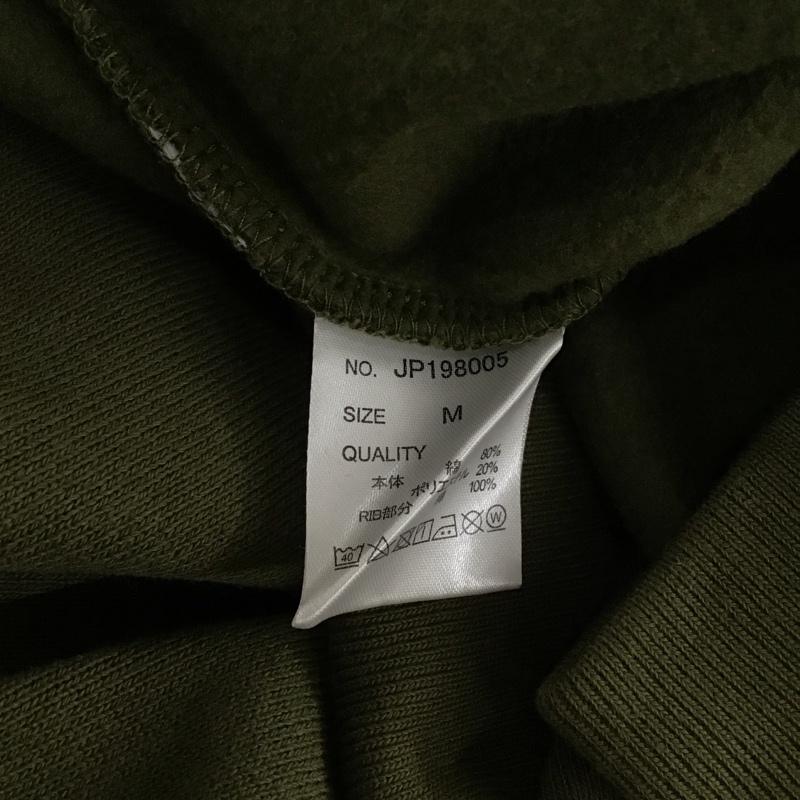 NO. JP198005
SIZE M
QUALITY
本体 綿 80%
ポリエステル 20%
RIB部分 100%
40
W